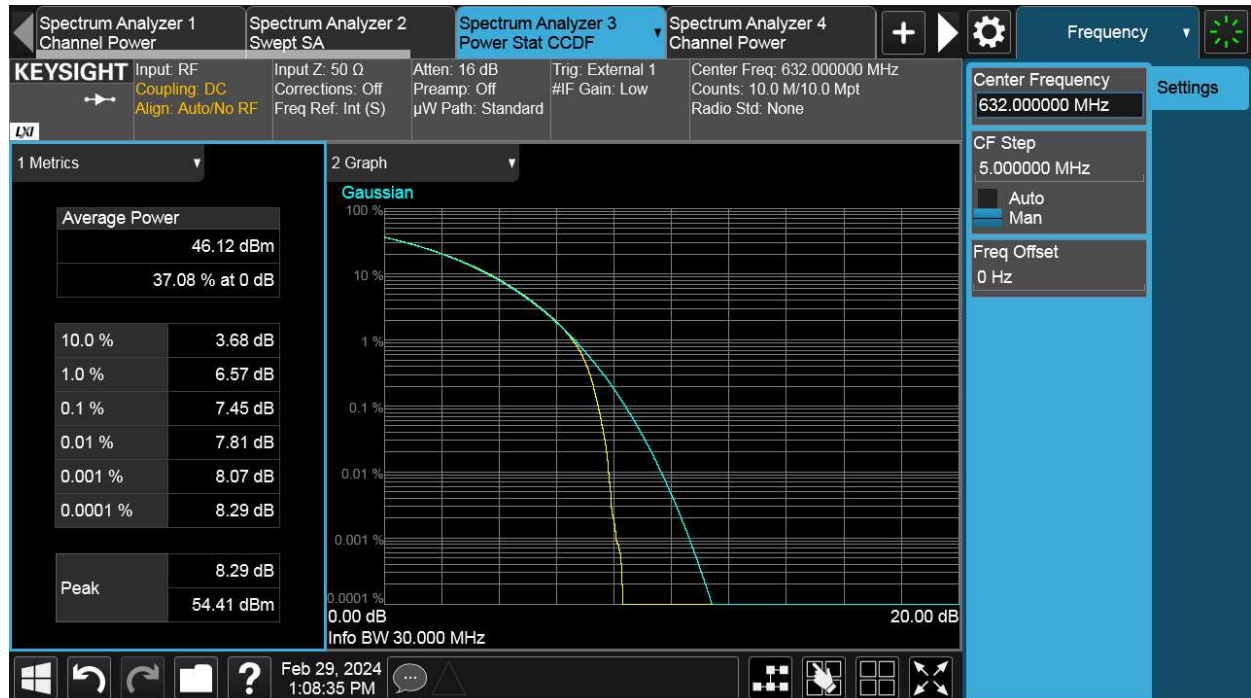 Spectrum Analyzer 1
Channel Power
Spectrum Analyzer 2
Swept SA
Spectrum Analyzer 3
Power Stat CCDF
Spectrum Analyzer 4
Channel Power
+
Frequency
KEYSIGHT
LXI
Input: RF
Coupling: DC
Align: Auto/No RF
Input Z: 50 Ω
Corrections: Off
Freq Ref: Int (S)
Atten: 16 dB
Preamp: Off
µW Path: Standard
Trig: External 1
#IF Gain: Low
Center Freq: 632.000000 MHz
Counts: 10.0 M/10.0 Mpt
Radio Std: None
Center Frequency
632.000000 MHz
Settings
CF Step
5.000000 MHz
Auto
Man
Freq Offset
0 Hz
1 Metrics
Average Power
46.12 dBm
37.08 % at 0 dB
10.0 % 3.68 dB
1.0 % 6.57 dB
0.1 % 7.45 dB
0.01 % 7.81 dB
0.001 % 8.07 dB
0.0001 % 8.29 dB
Peak
8.29 dB
54.41 dBm
2 Graph
Gaussian
100 %
10 %
1 %
0.1 %
0.01 %
0.001 %
0.0001 %
0.00 dB 20.00 dB
Info BW 30.000 MHz
?
Feb 29, 2024
1:08:35 PM